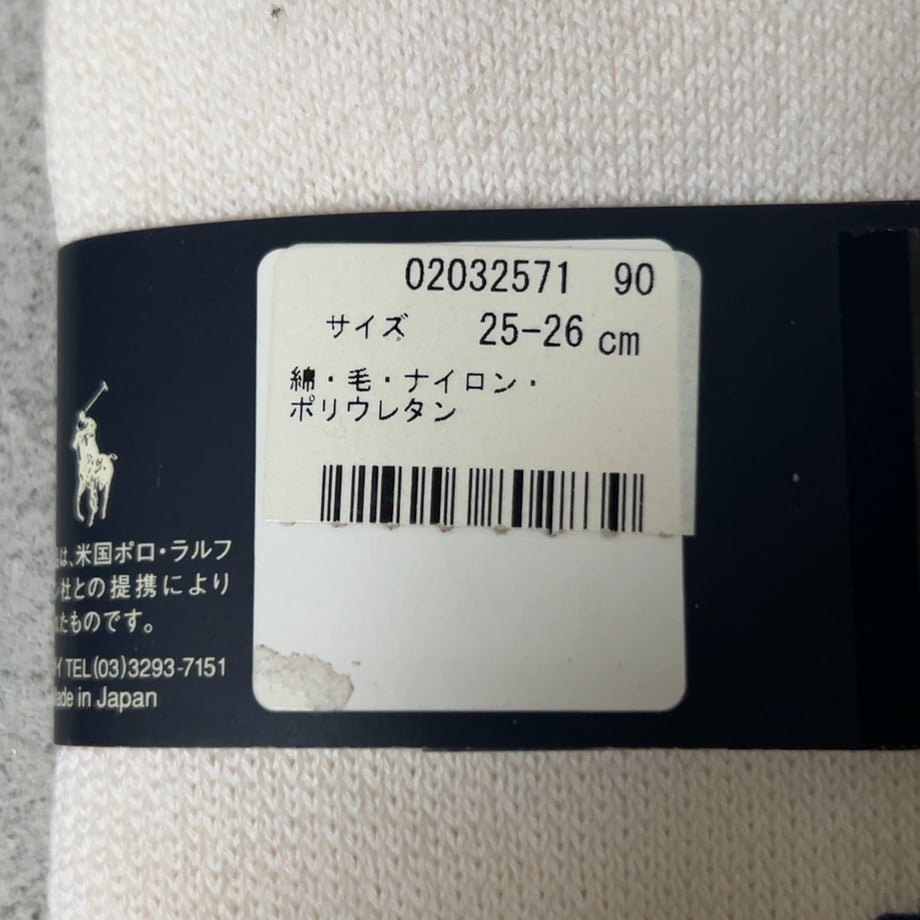 02032571 90
サイズ 25-26 cm
綿・毛・ナイロン・
ポリウレタン
は、米国ポロ・ラルフ
社との提携により
たものです。
TEL(03)3293-7151
ade in Japan